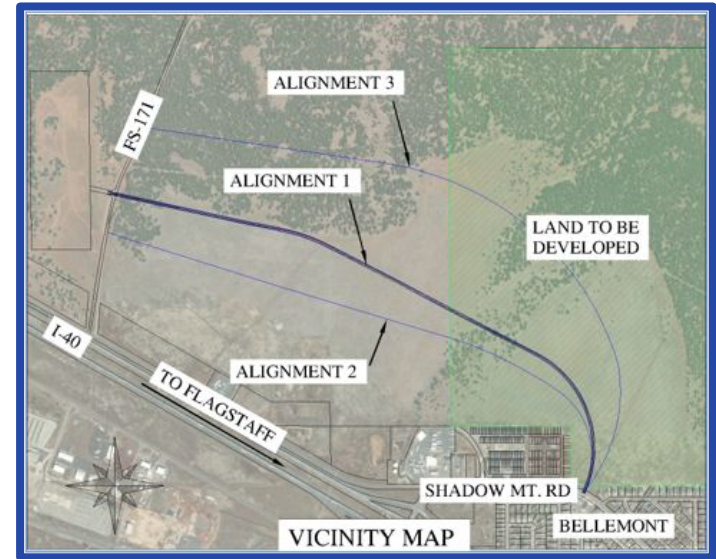 ALIGNMENT 3
FS-171
ALIGNMENT 1
LAND TO BE
DEVELOPED
I-40
ALIGNMENT 2
TO FLAGSTAFF
SHADOW MT. RD
BELLEMONT
VICINITY MAP